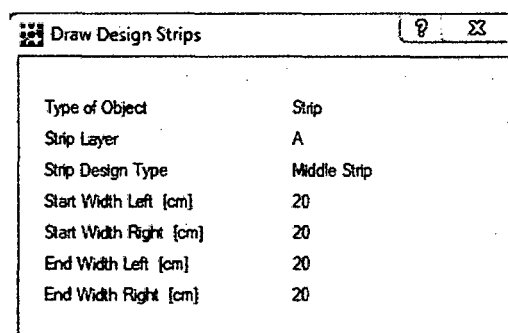 Draw Design Strips
Type of Object Strip
Strip Layer A
Strip Design Type Middle Strip
Start Width Left [cm] 20
Start Width Right [cm] 20
End Width Left [cm] 20
End Width Right [cm] 20